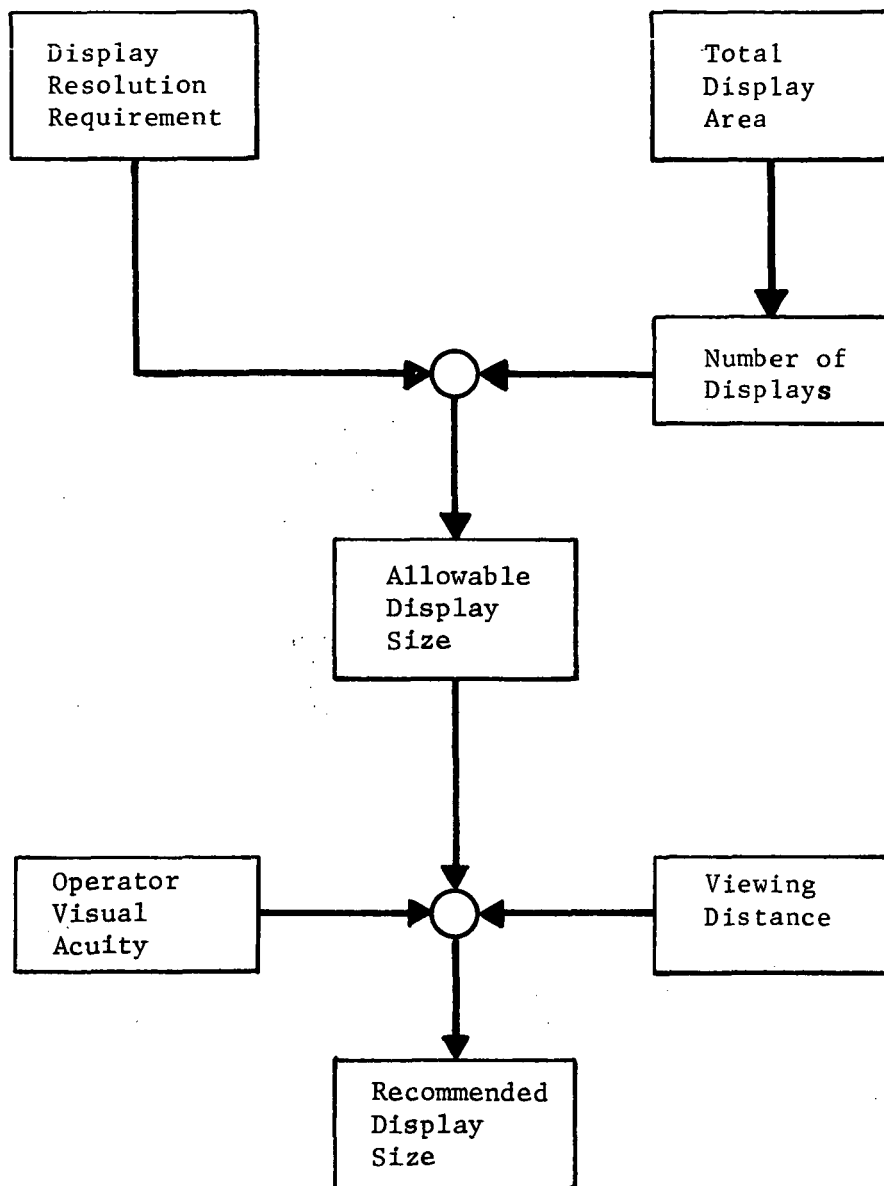 Display
Resolution
Requirement
Total
Display
Area
Number of
Displays
Allowable
Display
Size
Operator
Visual
Acuity
Viewing
Distance
Recommended
Display
Size